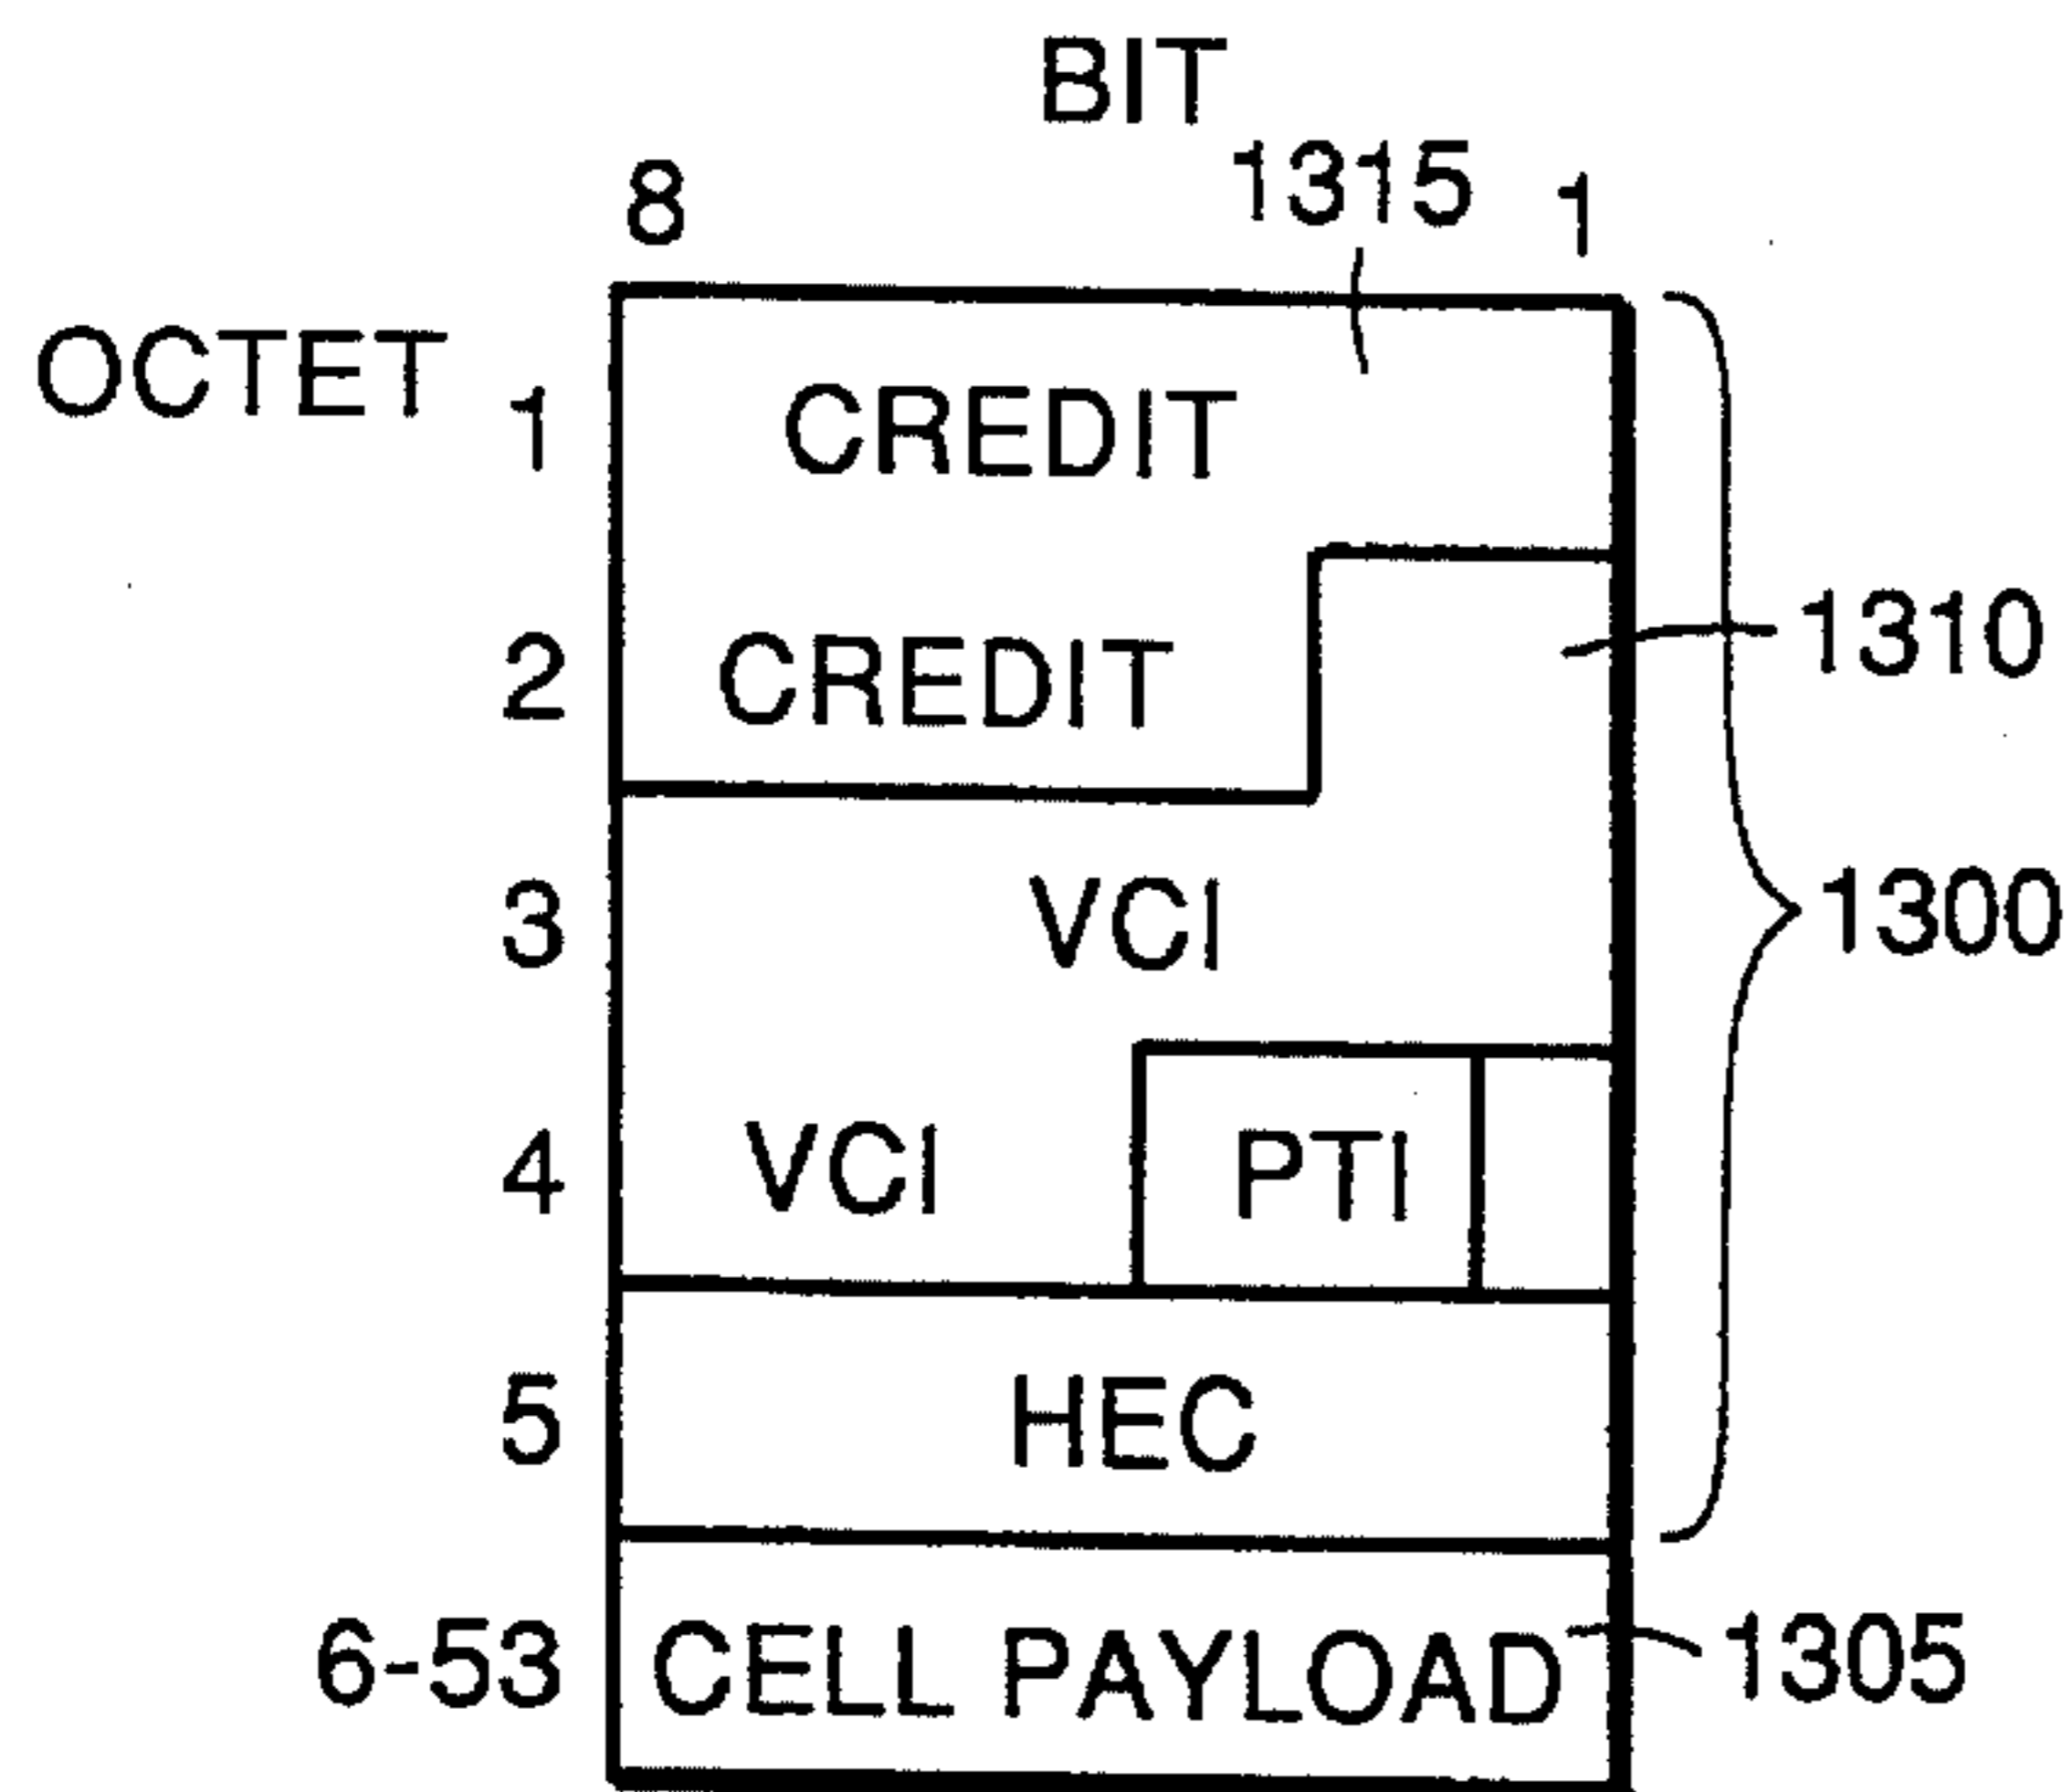 BIT
8 1315 1
OCTET 1 CREDIT
2 CREDIT 1310
3 VCI 1300
4 VCI PTI
5 HEC
6-53 CELL PAYLOAD 1305